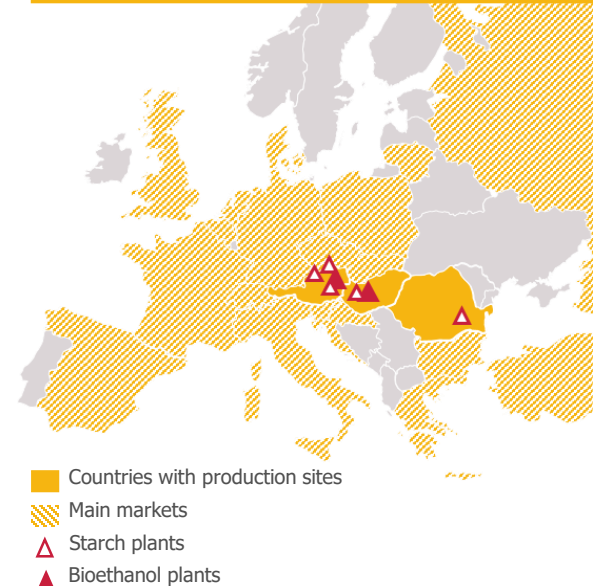 Countries with production sites
Main markets
Starch plants
Bioethanol plants